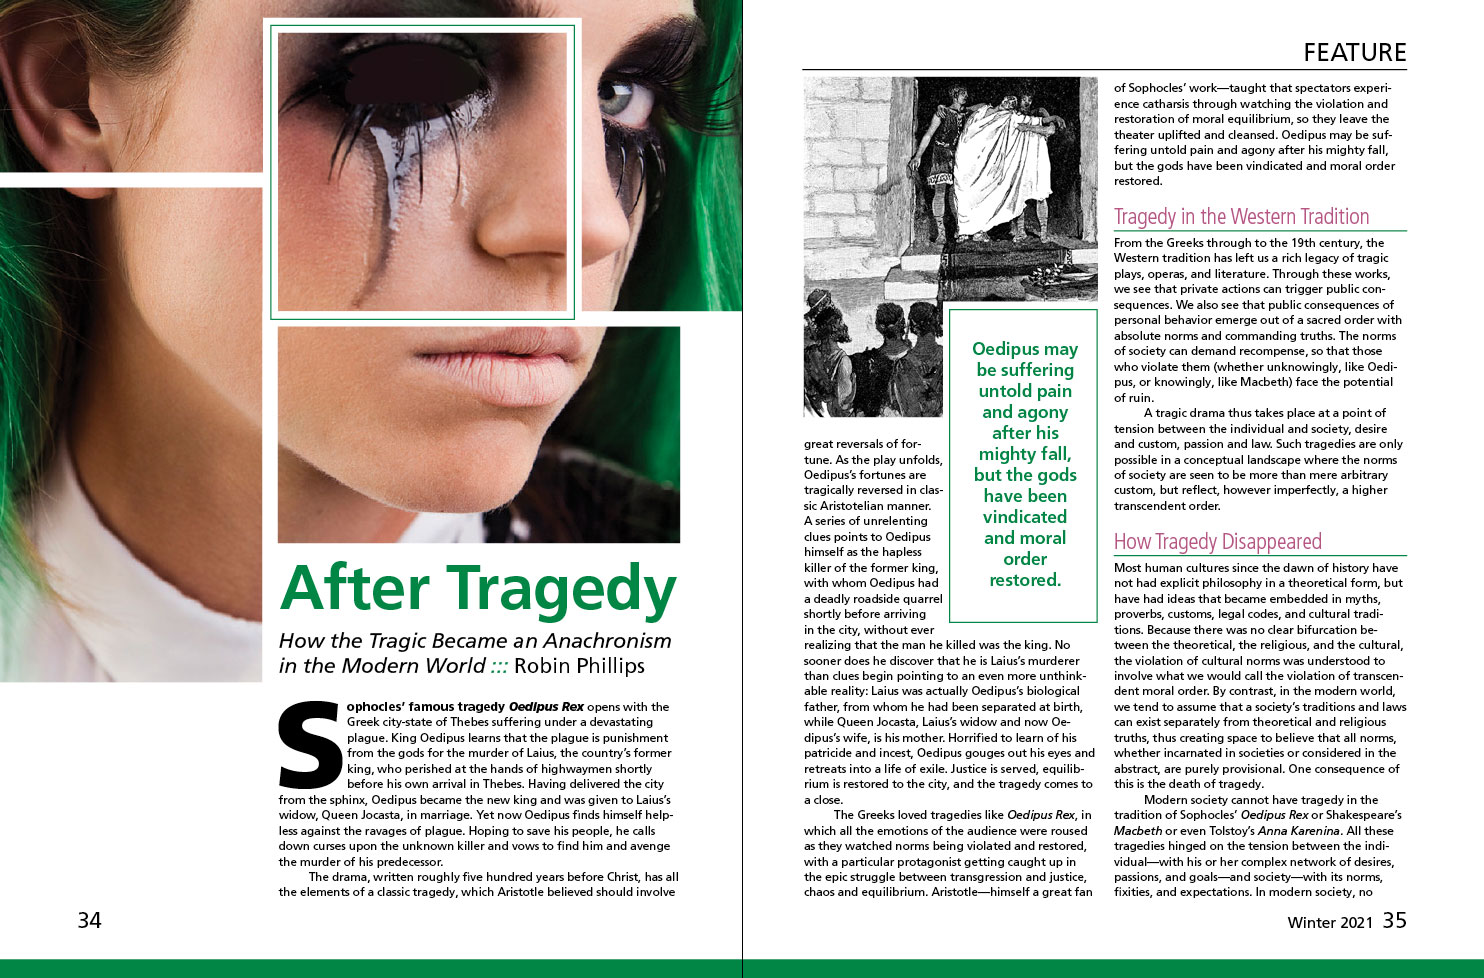 After Tragedy
How the Tragic Became an Anachronism
in the Modern World ::: Robin Phillips
Sophocles’ famous tragedy Oedipus Rex opens with the
Greek city-state of Thebes suffering under a devastating
plague. King Oedipus learns that the plague is punishment
from the gods for the murder of Laius, the country’s former
king, who perished at the hands of highwaymen shortly
before his own arrival in Thebes. Having delivered the city
from the sphinx, Oedipus became the new king and was given to Laius’s
widow, Queen Jocasta, in marriage. Yet now Oedipus finds himself help-
less against the ravages of plague. Hoping to save his people, he calls
down curses upon the unknown killer and vows to find him and avenge
the murder of his predecessor.
The drama, written roughly five hundred years before Christ, has all
the elements of a classic tragedy, which Aristotle believed should involve
34
FEATURE
great reversals of for-
tune. As the play unfolds,
Oedipus’s fortunes are
tragically reversed in clas-
sic Aristotelian manner.
A series of unrelenting
clues points to Oedipus
himself as the hapless
killer of the former king,
with whom Oedipus had
a deadly roadside quarrel
shortly before arriving
in the city, without ever
realizing that the man he killed was the king. No
sooner does he discover that he is Laius’s murderer
than clues begin pointing to an even more unthink-
able reality: Laius was actually Oedipus’s biological
father, from whom he had been separated at birth,
while Queen Jocasta, Laius’s widow and now Oe-
dipus’s wife, is his mother. Horrified to learn of his
patricide and incest, Oedipus gouges out his eyes and
retreats into a life of exile. Justice is served, equilib-
rium is restored to the city, and the tragedy comes to
a close.
The Greeks loved tragedies like Oedipus Rex, in
which all the emotions of the audience were roused
as they watched norms being violated and restored,
with a particular protagonist getting caught up in
the epic struggle between transgression and justice,
chaos and equilibrium. Aristotle—himself a great fan
Oedipus may
be suffering
untold pain
and agony
after his
mighty fall,
but the gods
have been
vindicated
and moral
order
restored.
of Sophocles’ work—taught that spectators experi-
ence catharsis through watching the violation and
restoration of moral equilibrium, so they leave the
theater uplifted and cleansed. Oedipus may be suf-
fering untold pain and agony after his mighty fall,
but the gods have been vindicated and moral order
restored.
Tragedy in the Western Tradition
From the Greeks through to the 19th century, the
Western tradition has left us a rich legacy of tragic
plays, operas, and literature. Through these works,
we see that private actions can trigger public con-
sequences. We also see that public consequences of
personal behavior emerge out of a sacred order with
absolute norms and commanding truths. The norms
of society can demand recompense, so that those
who violate them (whether unknowingly, like Oedi-
pus, or knowingly, like Macbeth) face the potential
of ruin.
A tragic drama thus takes place at a point of
tension between the individual and society, desire
and custom, passion and law. Such tragedies are only
possible in a conceptual landscape where the norms
of society are seen to be more than mere arbitrary
custom, but reflect, however imperfectly, a higher
transcendent order.
How Tragedy Disappeared
Most human cultures since the dawn of history have
not had explicit philosophy in a theoretical form, but
have had ideas that became embedded in myths,
proverbs, customs, legal codes, and cultural tradi-
tions. Because there was no clear bifurcation be-
tween the theoretical, the religious, and the cultural,
the violation of cultural norms was understood to
involve what we would call the violation of transcen-
dent moral order. By contrast, in the modern world,
we tend to assume that a society’s traditions and laws
can exist separately from theoretical and religious
truths, thus creating space to believe that all norms,
whether incarnated in societies or considered in the
abstract, are purely provisional. One consequence of
this is the death of tragedy.
Modern society cannot have tragedy in the
tradition of Sophocles’ Oedipus Rex or Shakespeare’s
Macbeth or even Tolstoy’s Anna Karenina. All these
tragedies hinged on the tension between the indi-
vidual—with his or her complex network of desires,
passions, and goals—and society—with its norms,
fixities, and expectations. In modern society, no
Winter 2021 35